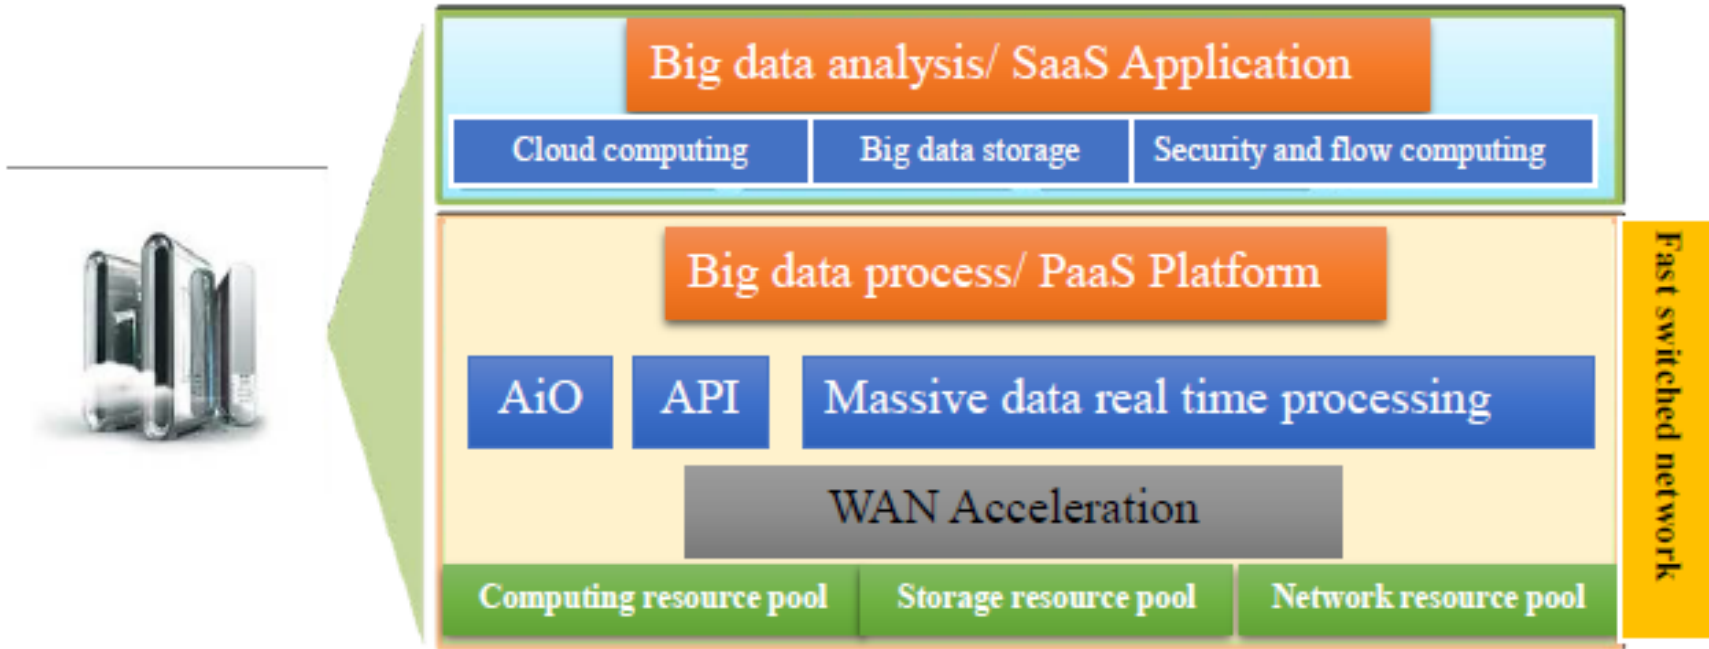 Big data analysis/ SaaS Application
Cloud computing
Big data storage
Security and flow computing
Big data process/ PaaS Platform
AiO
API
Massive data real time processing
WAN Acceleration
Computing resource pool
Storage resource pool
Network resource pool
Fast switched network